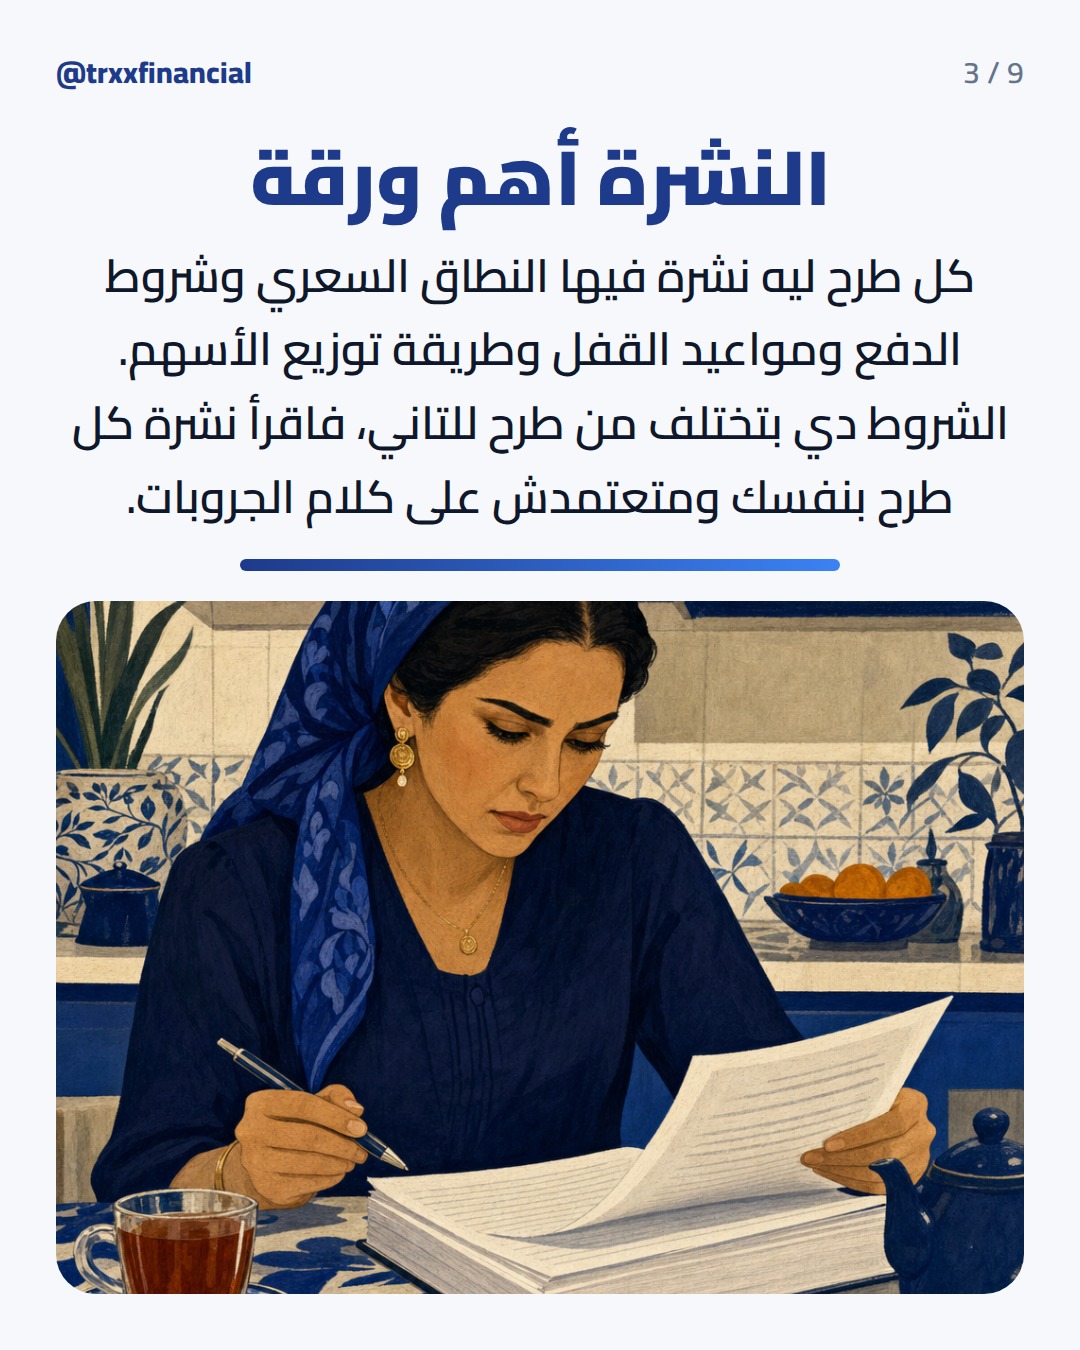 @trxxfinancial
3 / 9
النشرة أهم ورقة
كل طرح ليه نشرة فيها النطاق السعري وشروط
الدفع ومواعيد القفل وطريقة توزيع الأسهم.
الشروط دي بتختلف من طرح للتاني، فاقرأ نشرة كل
طرح بنفسك ومتعتمدش على كلام الجروبات.